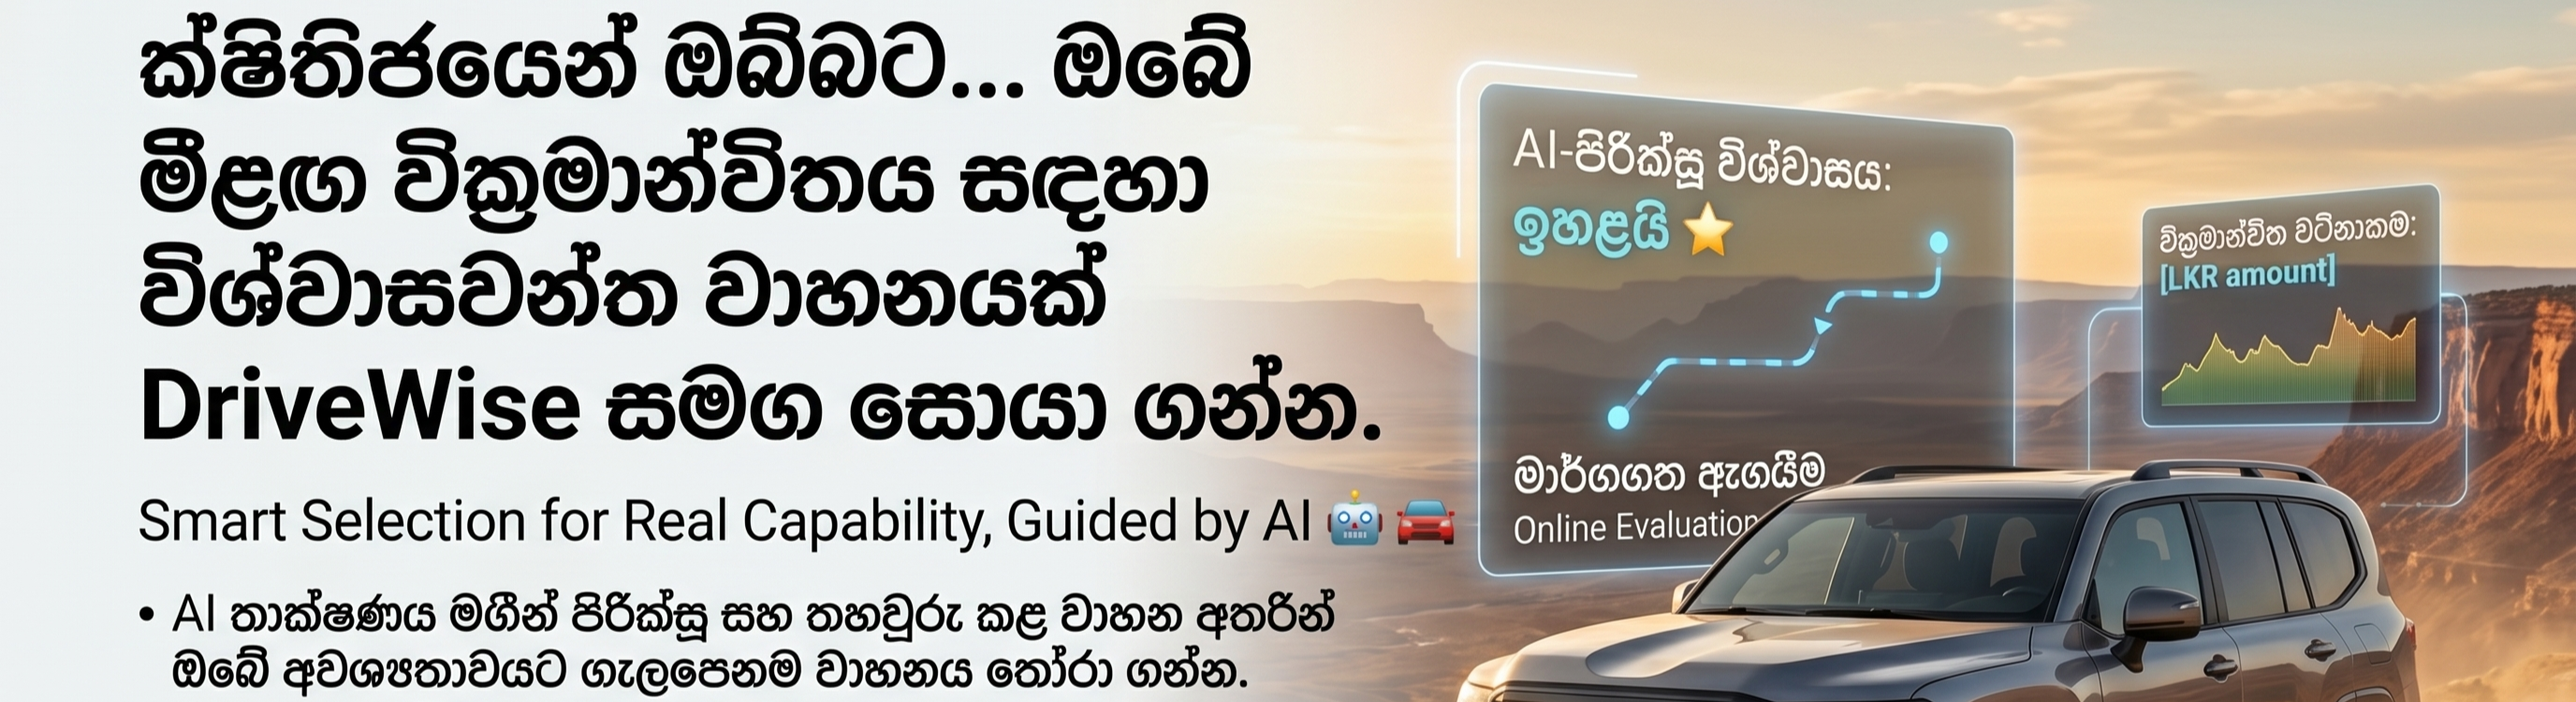 ක්ෂිතිජයෙන් ඔබ්බට... ඔබේ
මීළඟ වික්‍රමාන්විතය සඳහා
විශ්වාසවන්ත වාහනයක්
DriveWise සමග සොයා ගන්න.
Smart Selection for Real Capability, Guided by AI 🤖🚗
• AI තාක්ෂණය මගින් පිරික්සූ සහ තහවුරු කළ වාහන අතරින්
ඔබේ අවශ්‍යතාවයට ගැලපෙනම වාහනය තෝරා ගන්න.
AI-පිරික්සූ විශ්වාසය:
ඉහළයි ⭐
මාර්ගගත ඇගයීම
Online Evaluation
වික්‍රමාන්විත වටිනාකම:
[LKR amount]